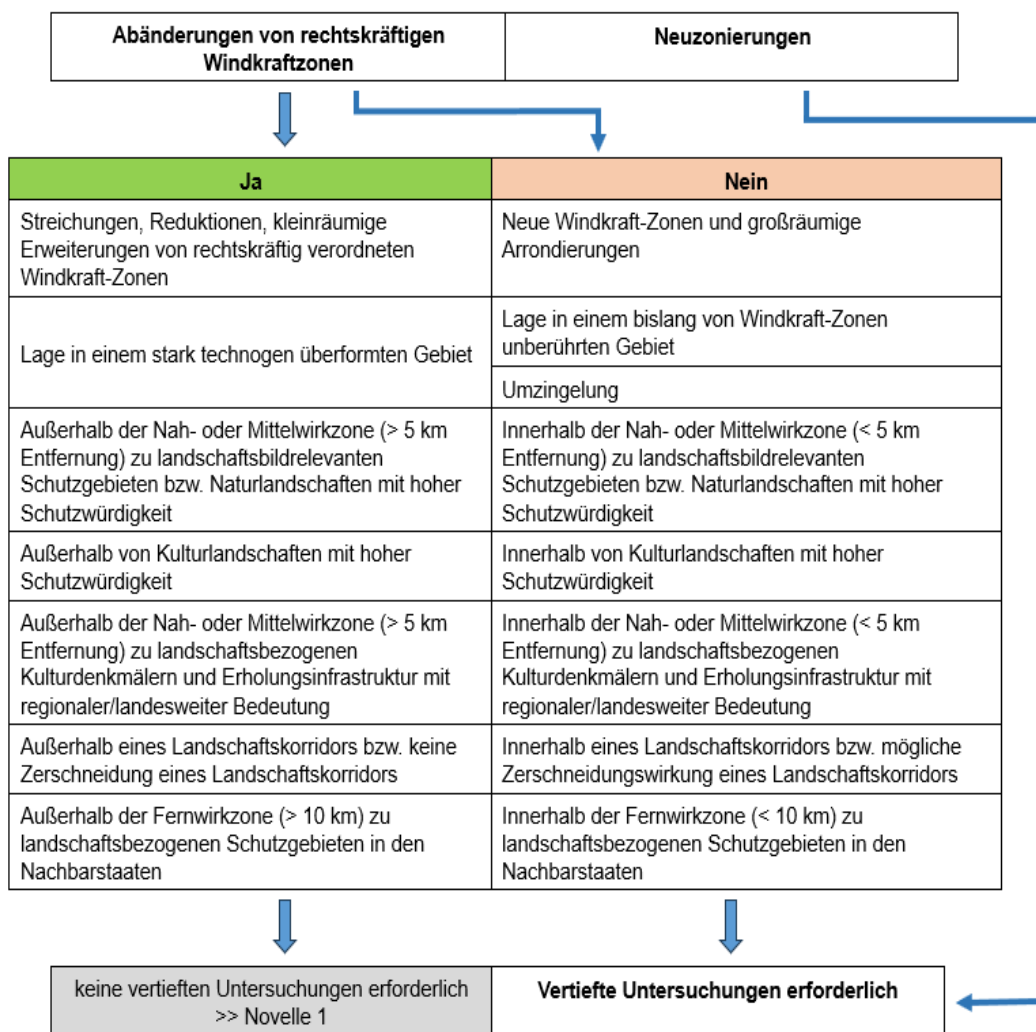 Abänderungen von rechtskräftigen
Windkraftzonen
Neuzonierungen
Ja
Nein
Streichungen, Reduktionen, kleinräumige
Erweiterungen von rechtskräftig verordneten
Windkraft-Zonen
Neue Windkraft-Zonen und großräumige
Arrondierungen
Lage in einem stark technogen überformten Gebiet
Lage in einem bislang von Windkraft-Zonen
unberührten Gebiet
Umzingelung
Außerhalb der Nah- oder Mittelwirkzone (> 5 km
Entfernung) zu landschaftsbildrelevanten
Schutzgebieten bzw. Naturlandschaften mit hoher
Schutzwürdigkeit
Innerhalb der Nah- oder Mittelwirkzone (< 5 km
Entfernung) zu landschaftsbildrelevanten
Schutzgebieten bzw. Naturlandschaften mit hoher
Schutzwürdigkeit
Außerhalb von Kulturlandschaften mit hoher
Schutzwürdigkeit
Innerhalb von Kulturlandschaften mit hoher
Schutzwürdigkeit
Außerhalb der Nah- oder Mittelwirkzone (> 5 km
Entfernung) zu landschaftsbezogenen
Kulturdenkmälern und Erholungsinfrastruktur mit
regionaler/landesweiter Bedeutung
Innerhalb der Nah- oder Mittelwirkzone (< 5 km
Entfernung) zu landschaftsbezogenen
Kulturdenkmälern und Erholungsinfrastruktur mit
regionaler/landesweiter Bedeutung
Außerhalb eines Landschaftskorridors bzw. keine
Zerschneidung eines Landschaftskorridors
Innerhalb eines Landschaftskorridors bzw. mögliche
Zerschneidungswirkung eines Landschaftskorridors
Außerhalb der Fernwirkzone (> 10 km) zu
landschaftsbezogenen Schutzgebieten in den
Nachbarstaaten
Innerhalb der Fernwirkzone (< 10 km) zu
landschaftsbezogenen Schutzgebieten in den
Nachbarstaaten
keine vertieften Untersuchungen erforderlich
>> Novelle 1
Vertiefte Untersuchungen erforderlich